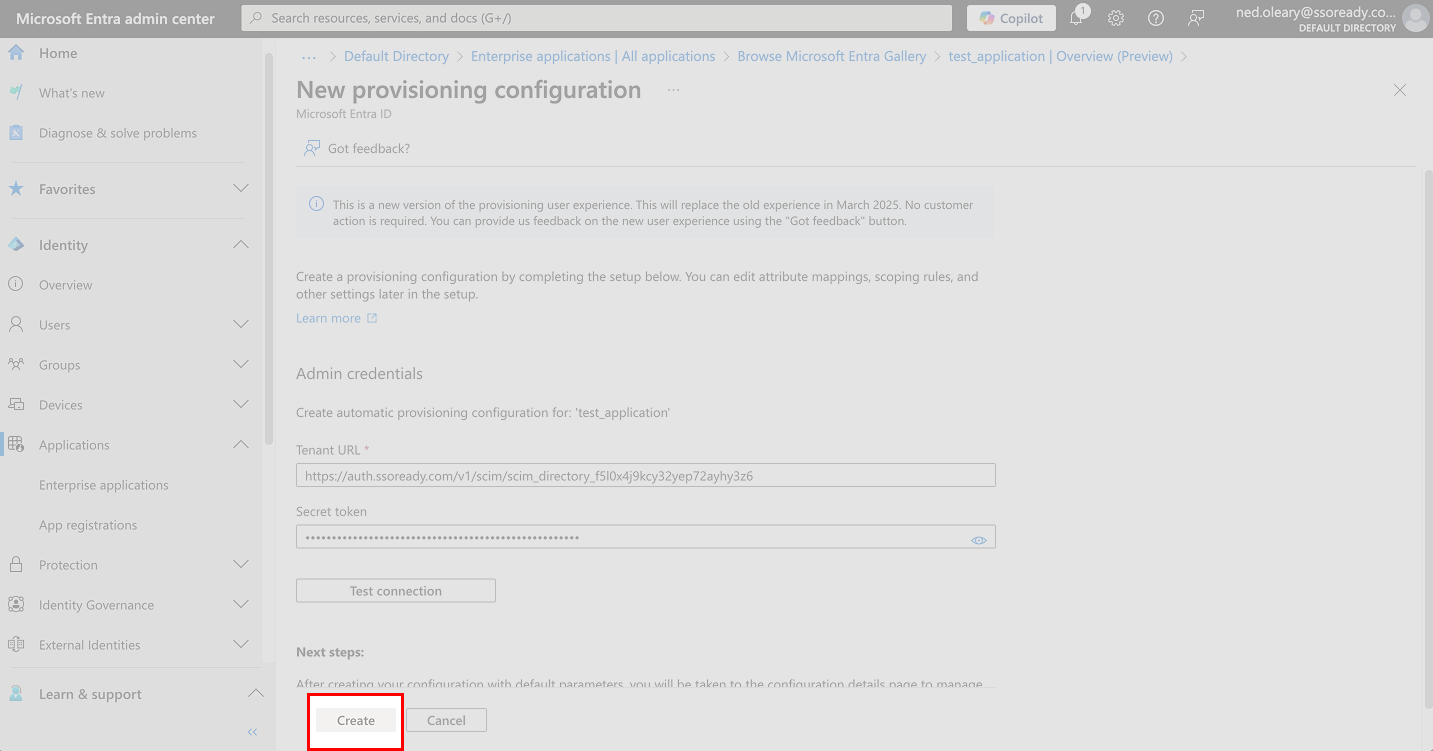 Microsoft Entra admin center
Search resources, services, and docs (G+/)
Copilot
1
ned.oleary@ssoready.co...
DEFAULT DIRECTORY
Home
What's new
Diagnose & solve problems
Favorites
Identity
Overview
Users
Groups
Devices
Applications
Enterprise applications
App registrations
Protection
Identity Governance
External Identities
Learn & support
... > Default Directory > Enterprise applications | All applications > Browse Microsoft Entra Gallery > test_application | Overview (Preview) >
New provisioning configuration ...
Microsoft Entra ID
Got feedback?
This is a new version of the provisioning user experience. This will replace the old experience in March 2025. No customer
action is required. You can provide us feedback on the new user experience using the "Got feedback" button.
Create a provisioning configuration by completing the setup below. You can edit attribute mappings, scoping rules, and
other settings later in the setup.
Learn more
Admin credentials
Create automatic provisioning configuration for: 'test_application'
Tenant URL *
https://auth.ssoready.com/v1/scim/scim_directory_f5l0x4j9kcy32yep72ayhy3z6
Secret token
Test connection
Next steps:
After creating your configuration with default parameters, you will be taken to the configuration details page to manage
Create
Cancel